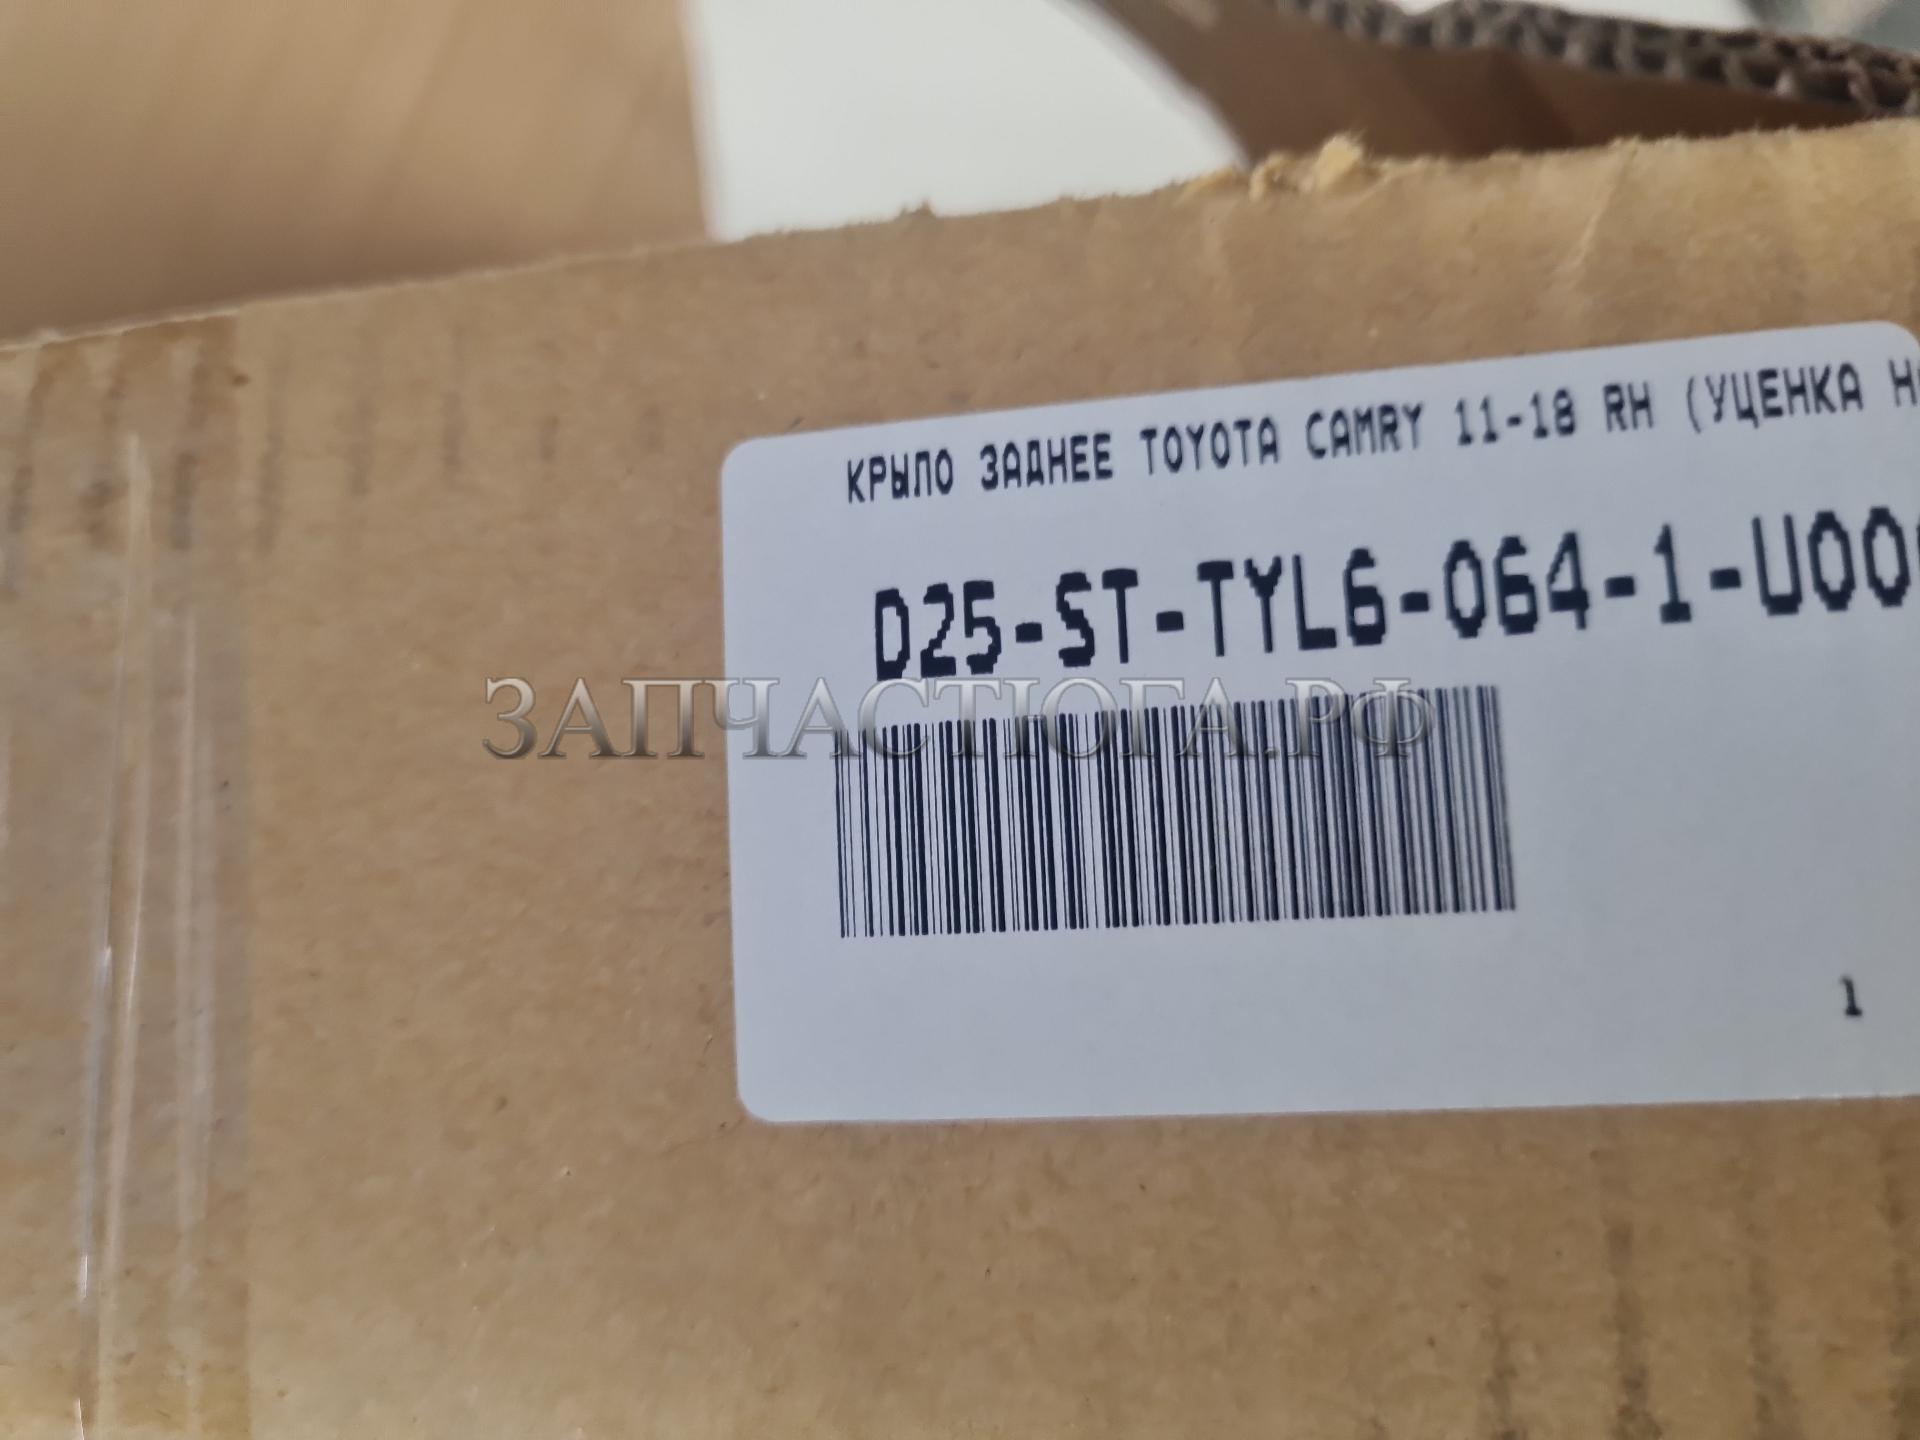 КРЫЛО ЗАДНЕЕ TOYOTA CAMRY 11-18 RH (УЦЕНКА
D25-ST-TYL6-064-1-U00
ЗАПЧАСТЮГА.РФ
1